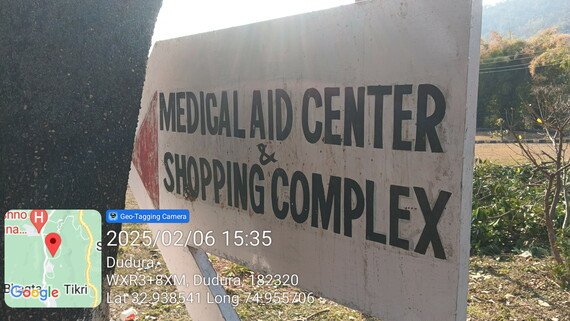 MEDICAL AID CENTER
&
SHOPPING COMPLEX
Geo-Tagging Camera
2025/02/06 15:35
Dudura,
WXR3+8XM, Dudura, 182320
Lat 32.938541 Long 74.955706
H
Tikri
Google